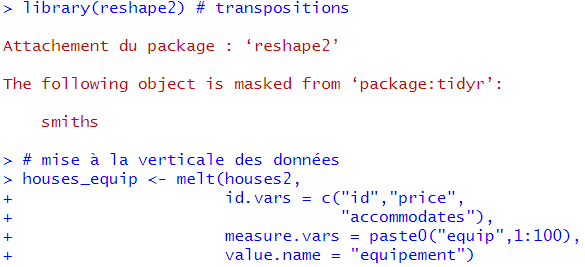 > library(reshape2) # transpositions
Attachement du package : ‘reshape2’
The following object is masked from ‘package:tidyr’:
smiths
> # mise à la verticale des données
> houses_equip <- melt(houses2,
+ id.vars = c("id","price",
+ "accommodates"),
+ measure.vars = paste0("equip",1:100),
+ value.name = "equipement")